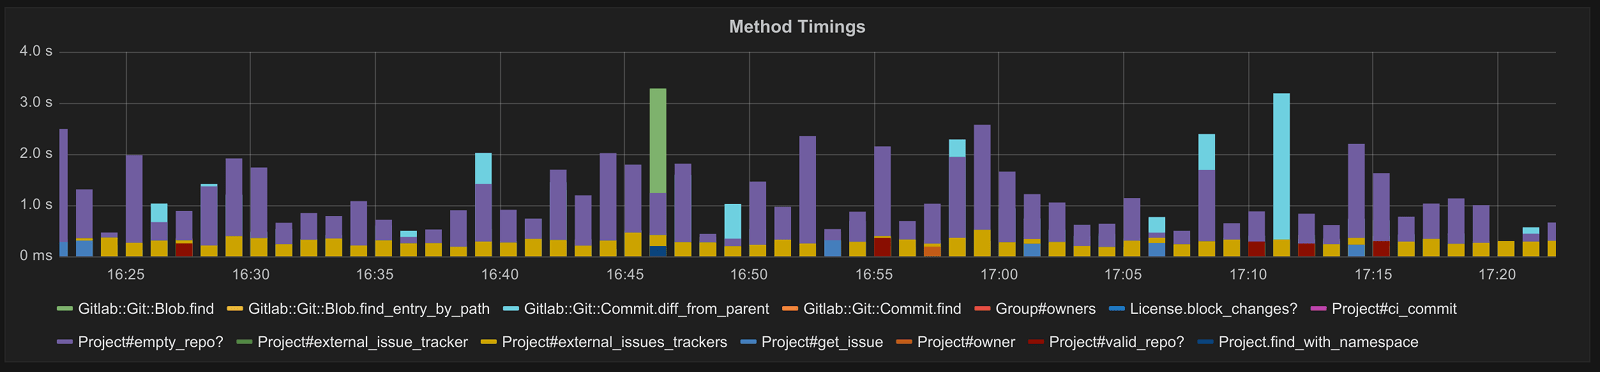 Method Timings
4.0 s
3.0 s
2.0 s
1.0 s
0 ms
16:25 16:30 16:35 16:40 16:45 16:50 16:55 17:00 17:05 17:10 17:15 17:20
Gitlab::Git::Blob.find Gitlab::Git::Blob.find_entry_by_path Gitlab::Git::Commit.diff_from_parent Gitlab::Git::Commit.find Group#owners License.block_changes? Project#ci_commit
Project#empty_repo? Project#external_issue_tracker Project#external_issues_trackers Project#get_issue Project#owner Project#valid_repo? Project.find_with_namespace